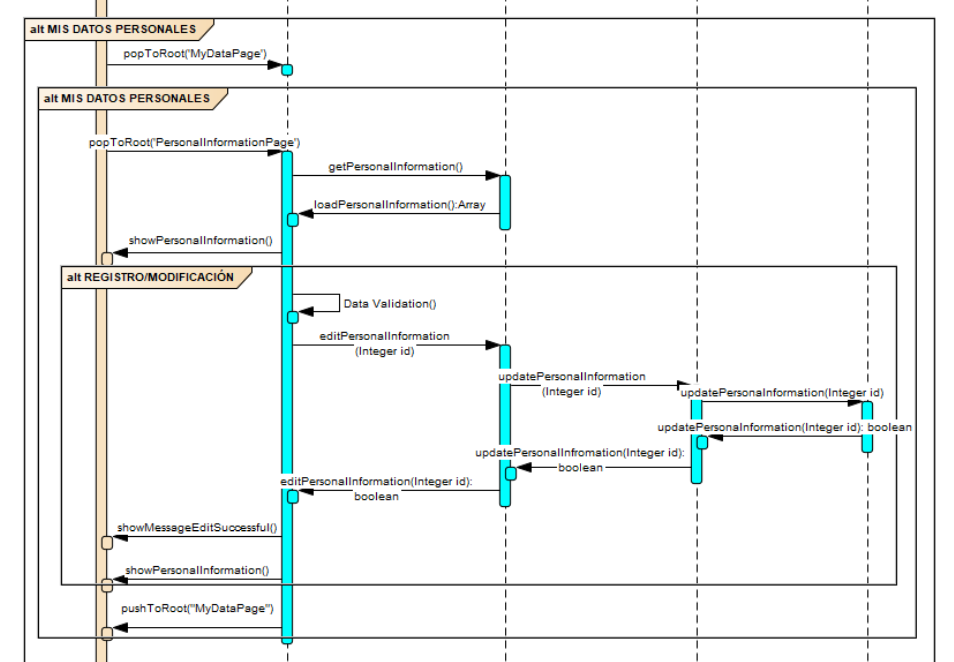 alt MIS DATOS PERSONALES
popToRoot('MyDataPage')
alt MIS DATOS PERSONALES
popToRoot('PersonalInformationPage')
getPersonalInformation()
loadPersonalInformation():Array
showPersonalInformation()
alt REGISTRO/MODIFICACIÓN
Data Validation()
editPersonalInformation
(Integer id)
updatePersonalInformation
(Integer id)
updatePersonaInformation(Integer id)
updatePersonaInformation(Integer id): boolean
updatePersonalInfromation(Integer id):
boolean
editPersonalInformation(Integer id):
boolean
showMessageEditSuccessful()
showPersonalInformation()
pushToRoot("MyDataPage")